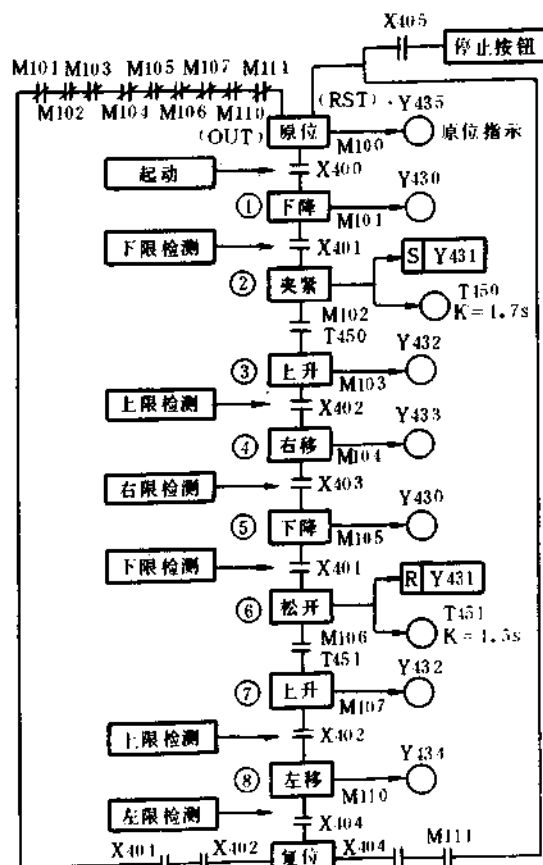 X405
停止按钮
M101 M103 M105 M107 M111
M102 M104 M106 M110
(RST)
Y435
(OUT)
原位
M100
原位指示
起动
X400
Y430
① 下降
M101
下限检测
X401
S Y431
② 夹紧
T450
K=1.7s
M102
T450
Y432
③ 上升
M103
上限检测
X402
Y433
④ 右移
M104
右限检测
X403
Y430
⑤ 下降
M105
下限检测
X401
R Y431
⑥ 松开
T451
K=1.5s
M106
T451
Y432
⑦ 上升
M107
上限检测
X402
Y434
⑧ 左移
M110
左限检测
X404
X401 X402 复位 X404 M111